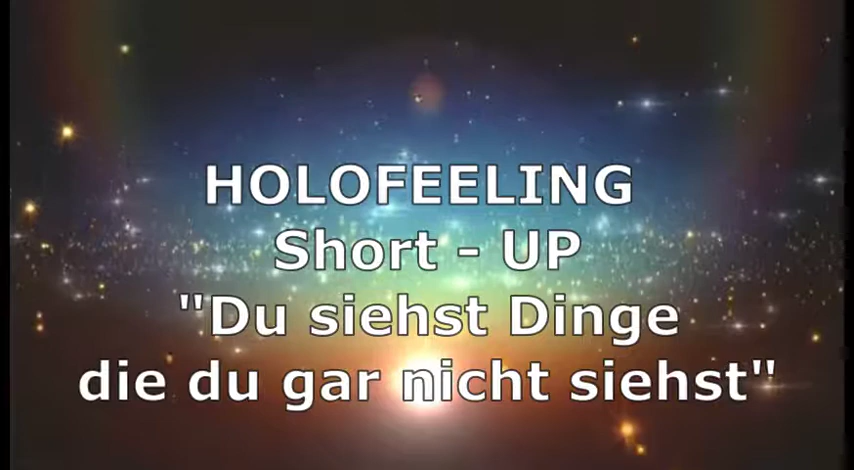 HOLOFEELING
Short - UP
"Du siehst Dinge
die du gar nicht siehst"